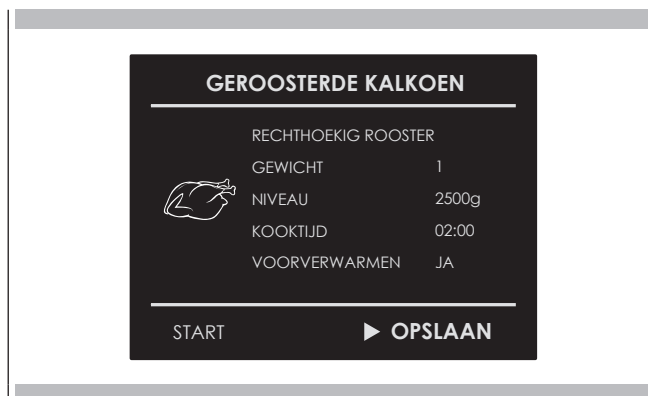 GEROOSTERDE KALKOEN
RECHTHOEKIG ROOSTER
GEWICHT 1
NIVEAU 2500g
KOOKTIJD 02:00
VOORVERWARMEN JA
START ▶ OPSLAAN